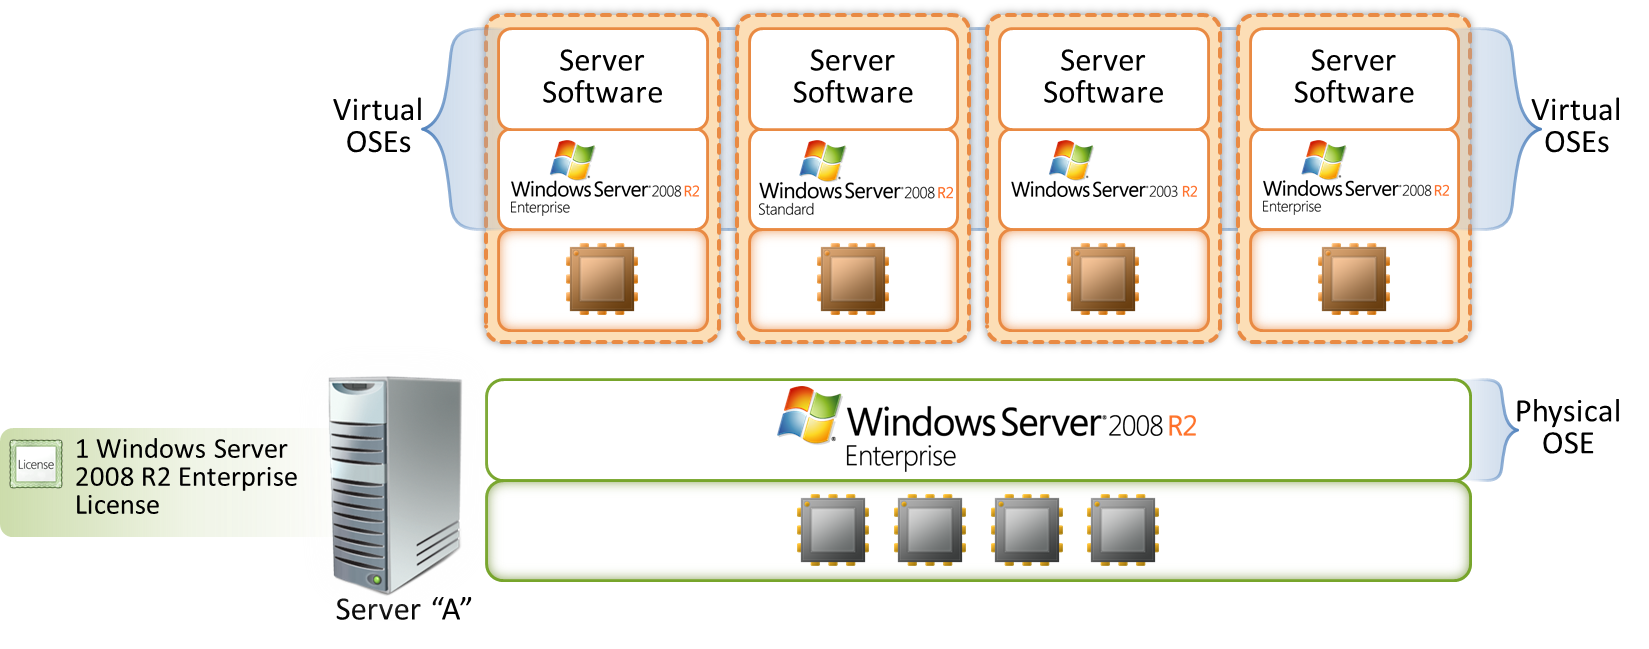 Virtual
OSEs
Server
Software
Windows Server 2008 R2
Enterprise
Server
Software
Windows Server 2008 R2
Standard
Server
Software
Windows Server 2003 R2
Server
Software
Windows Server 2008 R2
Enterprise
Virtual
OSEs
License
1 Windows Server
2008 R2 Enterprise
License
Server “A”
Windows Server 2008 R2
Enterprise
Physical
OSE